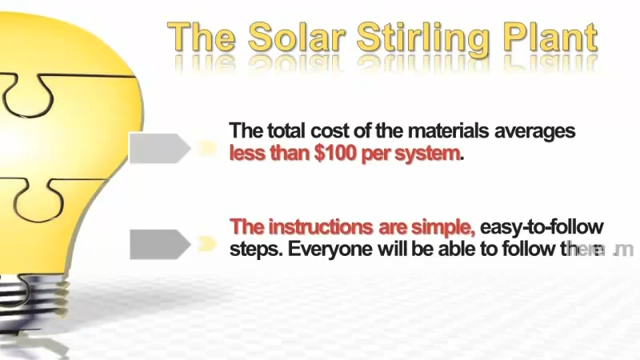 The Solar Stirling Plant
The total cost of the materials averages
less than $100 per system.
The instructions are simple, easy-to-follow
steps. Everyone will be able to follow